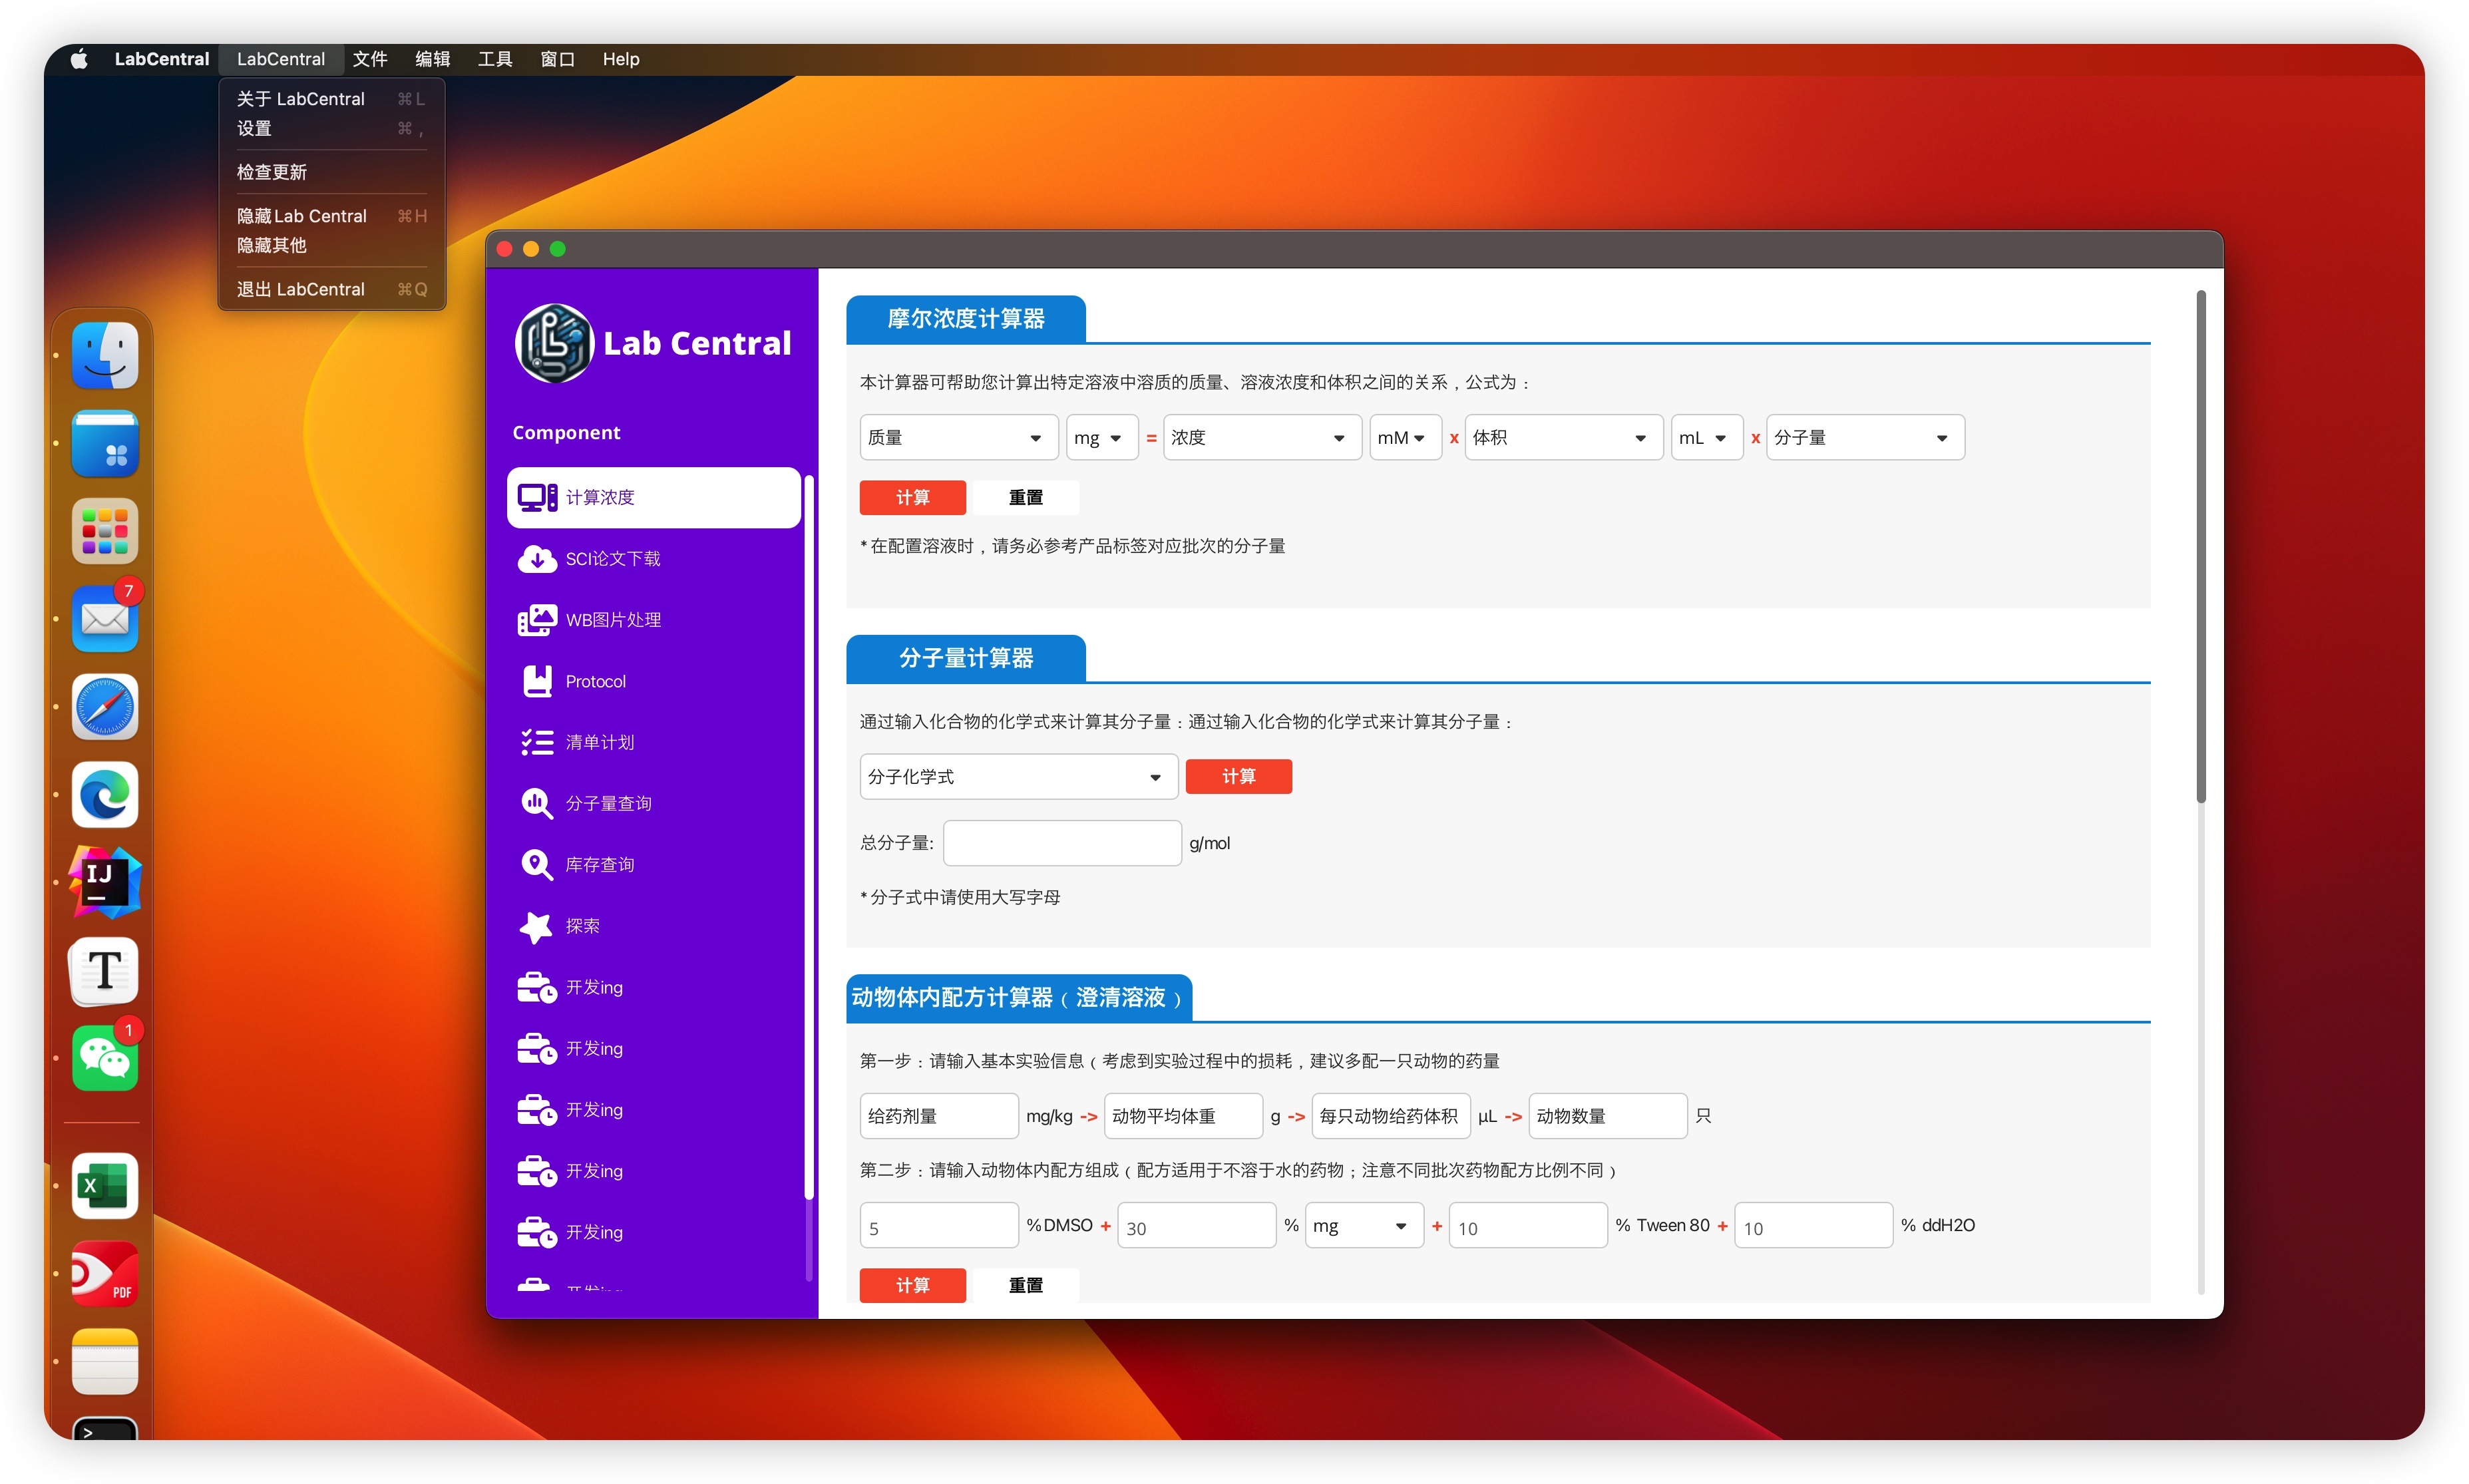 LabCentral LabCentral 文件 编辑 工具 窗口 Help
关于 LabCentral ⌘L
设置 ⌘,
检查更新
隐藏Lab Central ⌘H
隐藏其他
退出 LabCentral ⌘Q
7
IJ
T
1
X
PDF
>_
Lab Central
Component
计算浓度
SCI论文下载
WB图片处理
Protocol
清单计划
分子量查询
库存查询
探索
开发ing
开发ing
开发ing
开发ing
开发ing
摩尔浓度计算器
本计算器可帮助您计算出特定溶液中溶质的质量、溶液浓度和体积之间的关系，公式为：
质量 mg = 浓度 mM x 体积 mL x 分子量
计算 重置
*在配置溶液时，请务必参考产品标签对应批次的分子量
分子量计算器
通过输入化合物的化学式来计算其分子量：通过输入化合物的化学式来计算其分子量：
分子化学式 计算
总分子量: g/mol
*分子式中请使用大写字母
动物体内配方计算器（澄清溶液）
第一步：请输入基本实验信息（考虑到实验过程中的损耗，建议多配一只动物的药量
给药剂量 mg/kg -> 动物平均体重 g -> 每只动物给药体积 μL -> 动物数量 只
第二步：请输入动物体内配方组成（配方适用于不溶于水的药物；注意不同批次药物配方比例不同）
5 %DMSO + 30 % mg + 10 % Tween 80 + 10 % ddH2O
计算 重置